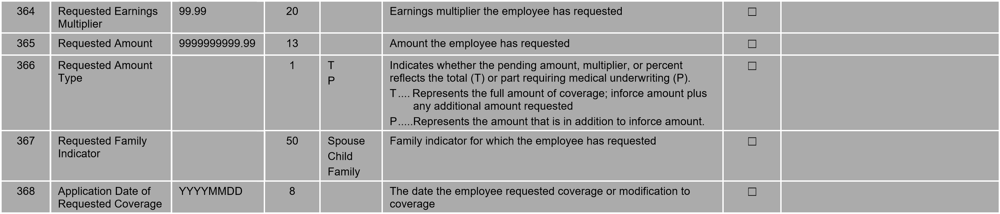 364 Requested Earnings 99.99 20 Earnings multiplier the employee has requested ☐
Multiplier
365 Requested Amount 9999999999.99 13 Amount the employee has requested ☐
366 Requested Amount 1 T Indicates whether the pending amount, multiplier, or percent ☐
Type P reflects the total (T) or part requiring medical underwriting (P).
T .... Represents the full amount of coverage; inforce amount plus
any additional amount requested
P.....Represents the amount that is in addition to inforce amount.
367 Requested Family 50 Spouse Family indicator for which the employee has requested ☐
Indicator Child
Family
368 Application Date of YYYYMMDD 8 The date the employee requested coverage or modification to ☐
Requested Coverage coverage